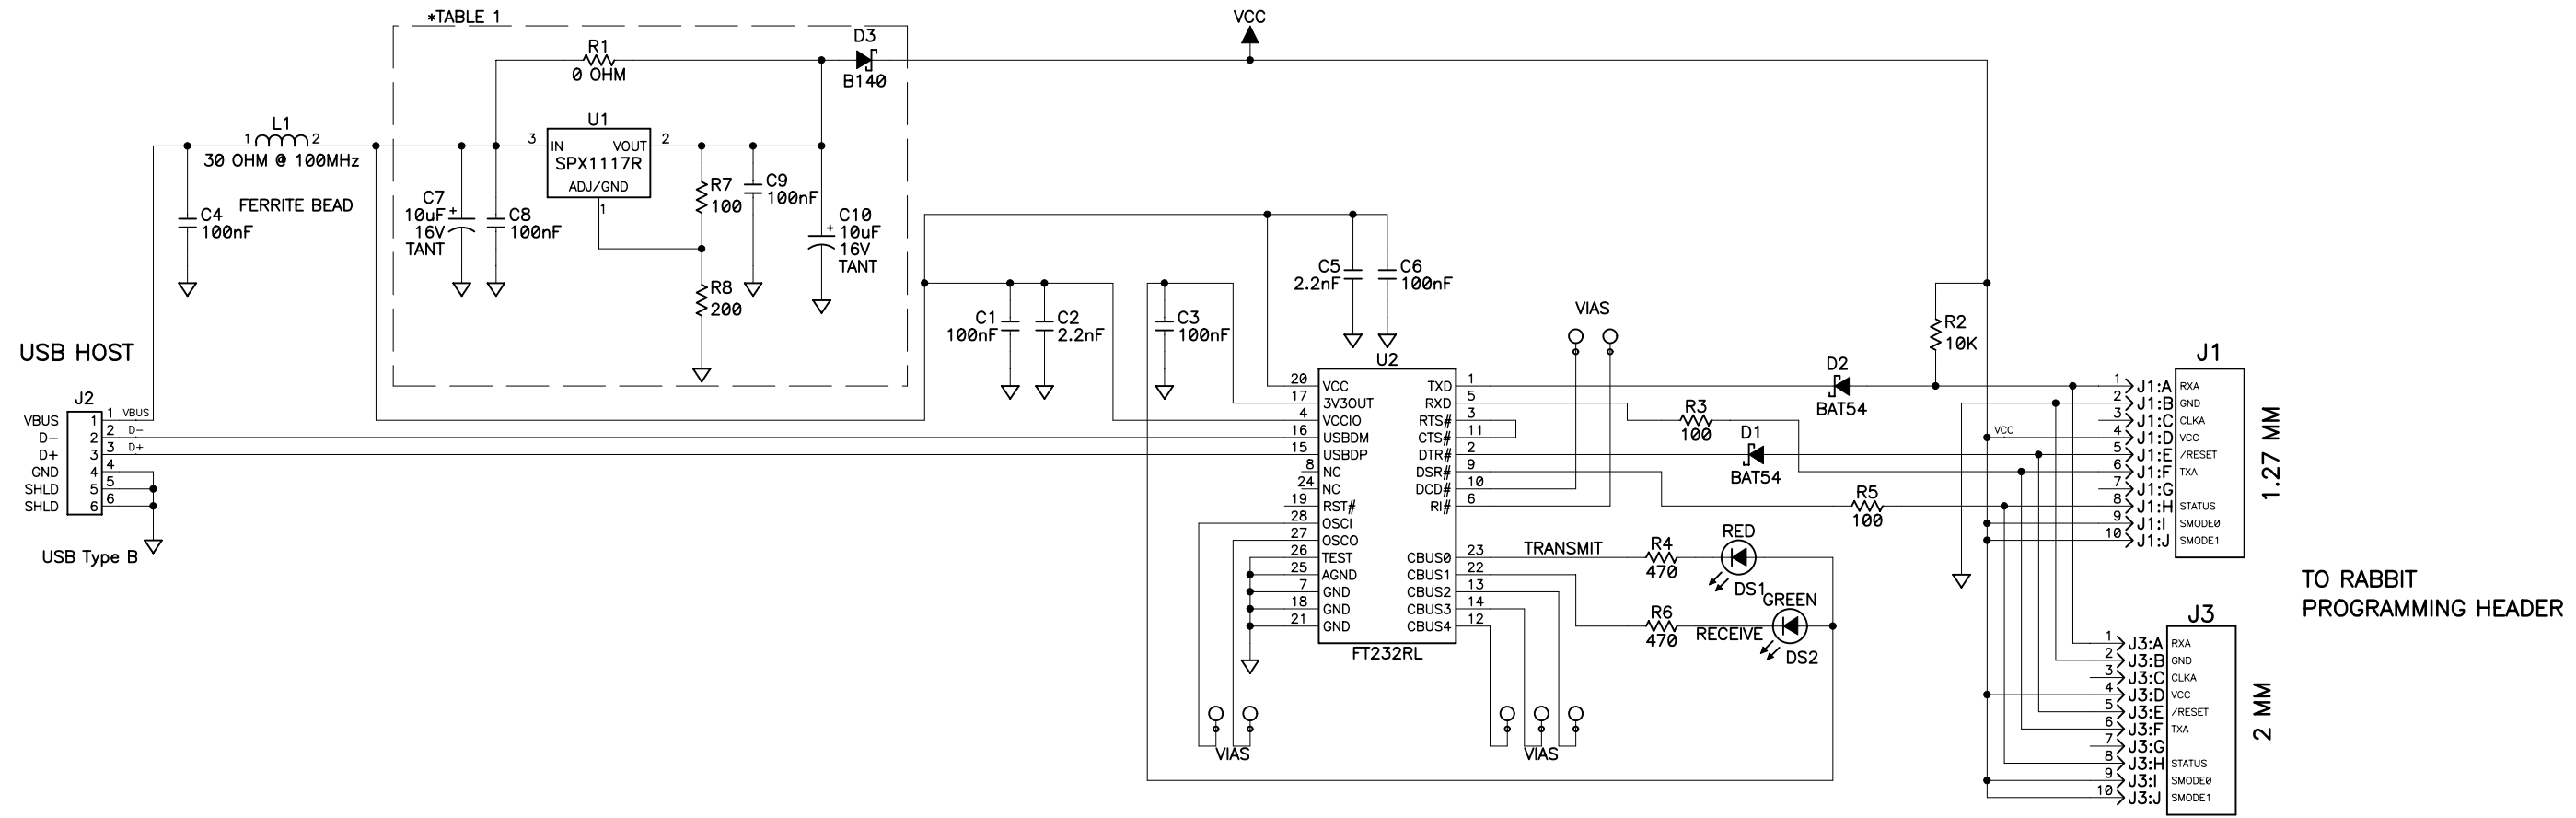 *TABLE 1
VCC
R1
0 OHM
D3
B140
L1
1 2
30 OHM @ 100MHz
FERRITE BEAD
U1
3 IN VOUT 2
SPX1117R
ADJ/GND
1
C4
100nF
C7
10uF +
16V
TANT
C8
100nF
R7
100
C9
100nF
C10
+ 10uF
16V
TANT
R8
200
C1
100nF
C2
2.2nF
C3
100nF
C5
2.2nF
C6
100nF
VIAS
R2
10K
USB HOST
J2
VBUS 1 1 VBUS
D- 2 2 D-
D+ 3 3 D+
GND 4 4
SHLD 5 5
SHLD 6 6
USB Type B
U2
20 VCC TXD 1
17 3V3OUT RXD 5
4 VCCIO RTS# 3
16 USBDM CTS# 11
15 USBDP DTR# 2
8 NC DSR# 9
24 NC DCD# 10
19 RST# RI# 6
28 OSCI
27 OSCO
26 TEST CBUS0 23
25 AGND CBUS1 22
7 GND CBUS2 13
18 GND CBUS3 14
21 GND CBUS4 12
FT232RL
D2
BAT54
R3
100
D1
BAT54
R5
100
TRANSMIT
R4
470
RED
DS1
GREEN
R6
470
RECEIVE
DS2
VIAS
VIAS
VCC
J1
1 J1:A RXA
2 J1:B GND
3 J1:C CLKA
4 J1:D VCC
5 J1:E /RESET
6 J1:F TXA
7 J1:G
8 J1:H STATUS
9 J1:I SMODE0
10 J1:J SMODE1
1.27 MM
TO RABBIT
PROGRAMMING HEADER
J3
1 J3:A RXA
2 J3:B GND
3 J3:C CLKA
4 J3:D VCC
5 J3:E /RESET
6 J3:F TXA
7 J3:G
8 J3:H STATUS
9 J3:I SMODE0
10 J3:J SMODE1
2 MM